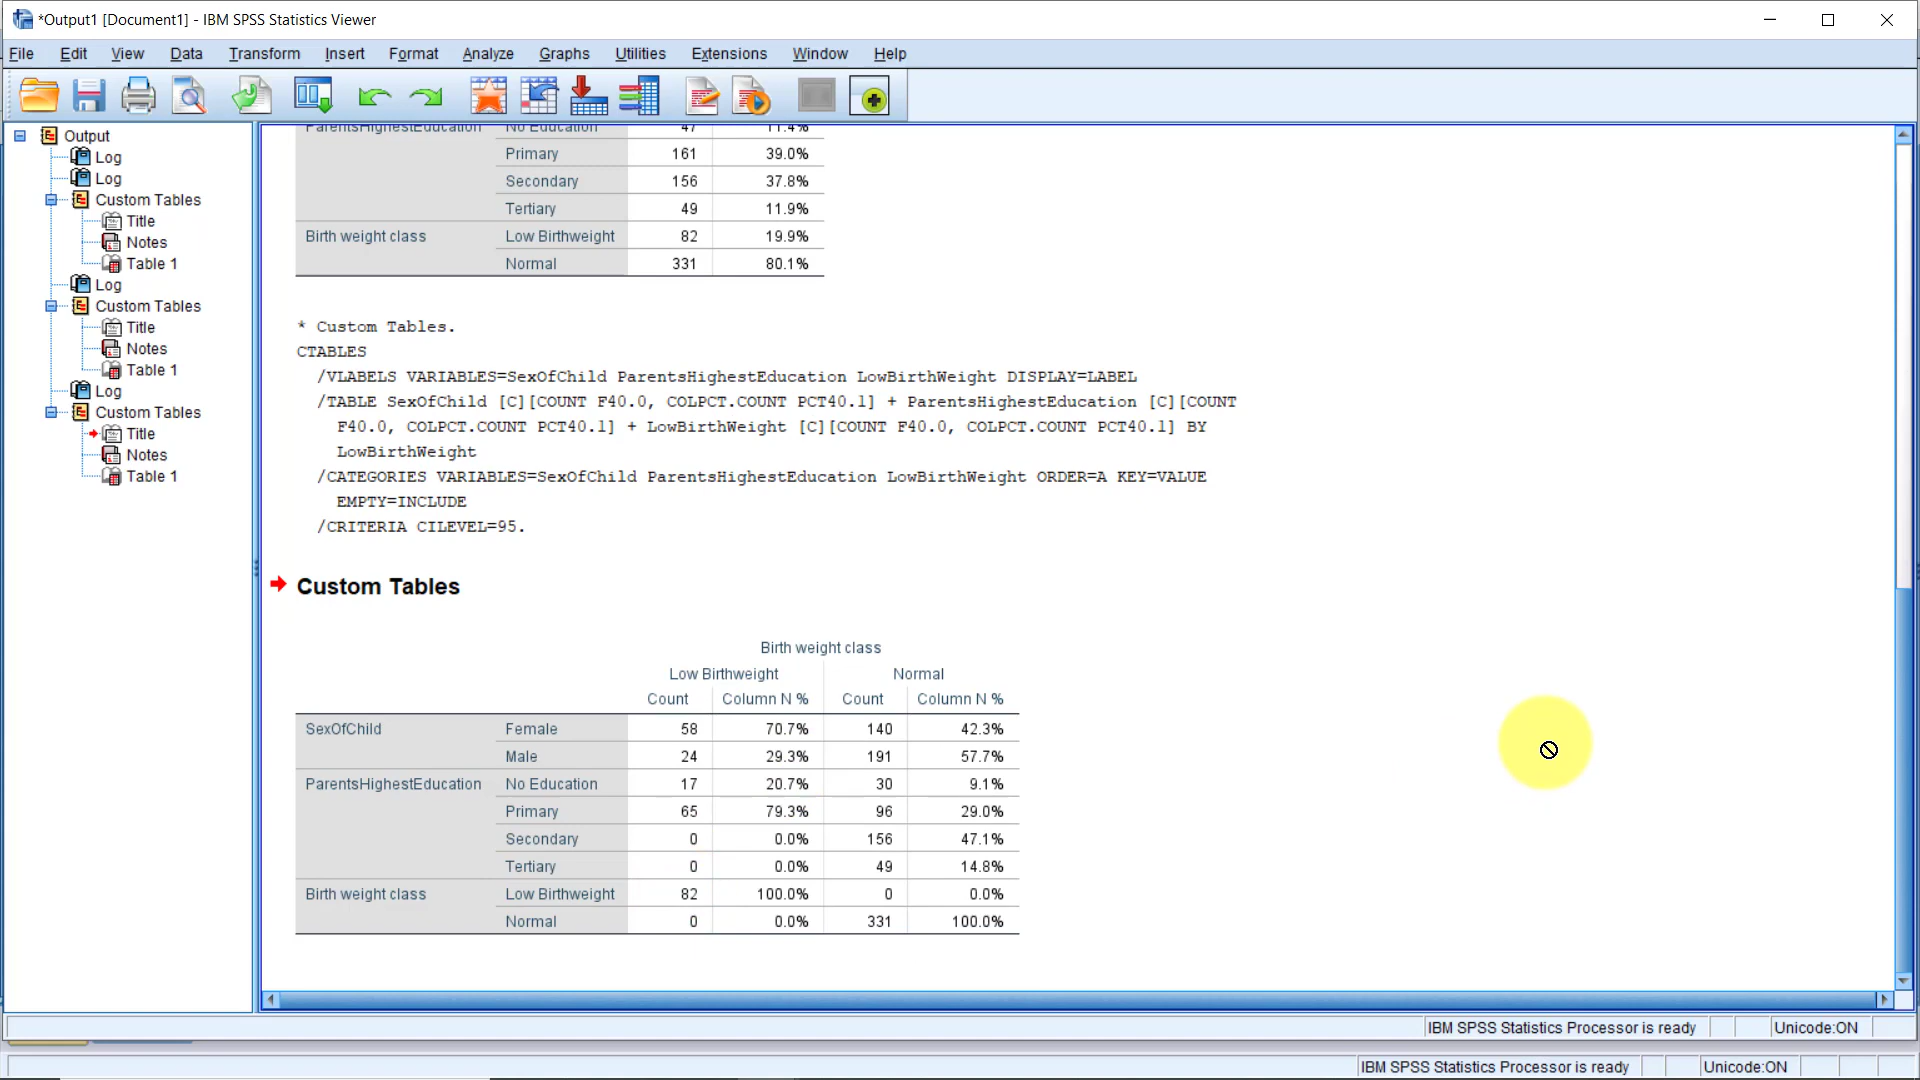 *Output1 [Document1] - IBM SPSS Statistics Viewer
File Edit View Data Transform Insert Format Analyze Graphs Utilities Extensions Window Help
Output
Log
Log
Custom Tables
Title
Notes
Table 1
Log
Custom Tables
Title
Notes
Table 1
Log
Custom Tables
Title
Notes
Table 1
ParentsHighestEducation No Education 47 11.4%
Primary 161 39.0%
Secondary 156 37.8%
Tertiary 49 11.9%
Birth weight class Low Birthweight 82 19.9%
Normal 331 80.1%
* Custom Tables.
CTABLES
/VLABELS VARIABLES=SexOfChild ParentsHighestEducation LowBirthWeight DISPLAY=LABEL
/TABLE SexOfChild [C][COUNT F40.0, COLPCT.COUNT PCT40.1] + ParentsHighestEducation [C][COUNT
F40.0, COLPCT.COUNT PCT40.1] + LowBirthWeight [C][COUNT F40.0, COLPCT.COUNT PCT40.1] BY
LowBirthWeight
/CATEGORIES VARIABLES=SexOfChild ParentsHighestEducation LowBirthWeight ORDER=A KEY=VALUE
EMPTY=INCLUDE
/CRITERIA CILEVEL=95.
Custom Tables
Birth weight class
Low Birthweight Normal
Count Column N % Count Column N %
SexOfChild Female 58 70.7% 140 42.3%
Male 24 29.3% 191 57.7%
ParentsHighestEducation No Education 17 20.7% 30 9.1%
Primary 65 79.3% 96 29.0%
Secondary 0 0.0% 156 47.1%
Tertiary 0 0.0% 49 14.8%
Birth weight class Low Birthweight 82 100.0% 0 0.0%
Normal 0 0.0% 331 100.0%
IBM SPSS Statistics Processor is ready Unicode:ON
IBM SPSS Statistics Processor is ready Unicode:ON